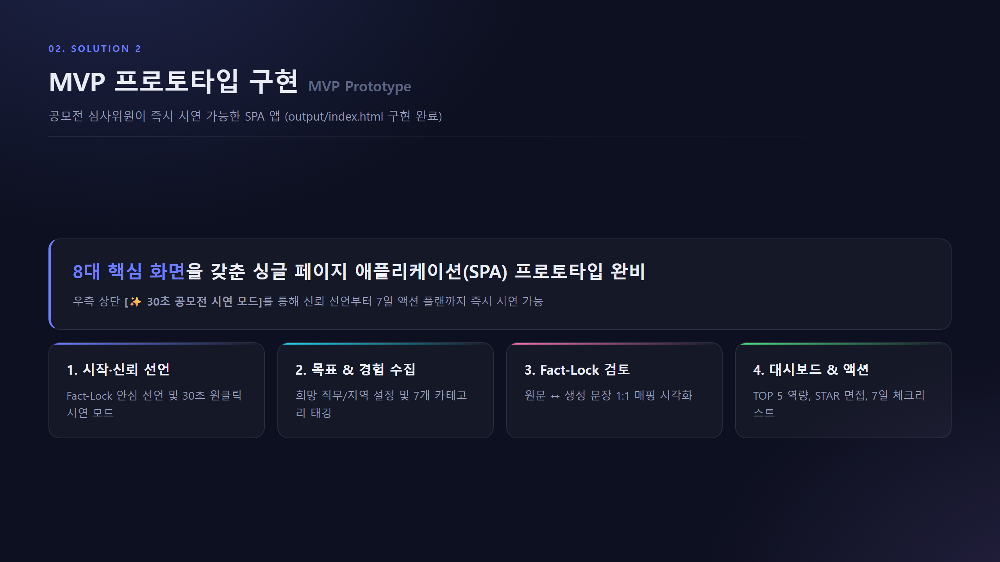 02. SOLUTION 2
MVP 프로토타입 구현 MVP Prototype
공모전 심사위원이 즉시 시연 가능한 SPA 앱 (output/index.html 구현 완료)
8대 핵심 화면을 갖춘 싱글 페이지 애플리케이션(SPA) 프로토타입 완비
우측 상단 [✨ 30초 공모전 시연 모드]를 통해 신뢰 선언부터 7일 액션 플랜까지 즉시 시연 가능
1. 시작·신뢰 선언
Fact-Lock 안심 선언 및 30초 원클릭
시연 모드
2. 목표 & 경험 수집
희망 직무/지역 설정 및 7개 카테고
리 태깅
3. Fact-Lock 검토
원문 ↔ 생성 문장 1:1 매핑 시각화
4. 대시보드 & 액션
TOP 5 역량, STAR 면접, 7일 체크리
스트